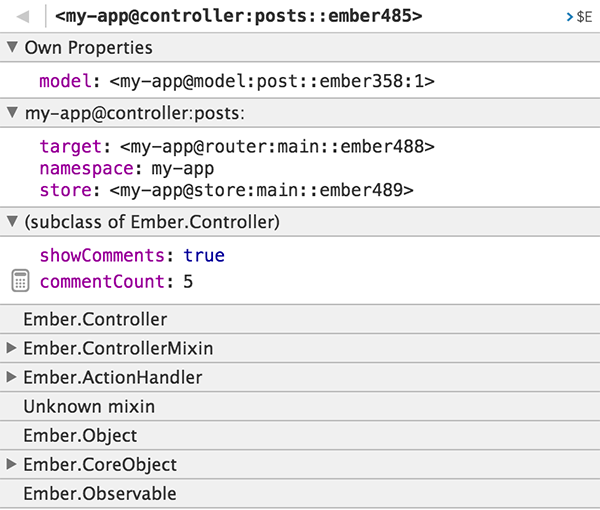 <my-app@controller:posts::ember485> $E
Own Properties
model: <my-app@model:post::ember358:1>
my-app@controller:posts:
target: <my-app@router:main::ember488>
namespace: my-app
store: <my-app@store:main::ember489>
(subclass of Ember.Controller)
showComments: true
commentCount: 5
Ember.Controller
Ember.ControllerMixin
Ember.ActionHandler
Unknown mixin
Ember.Object
Ember.CoreObject
Ember.Observable